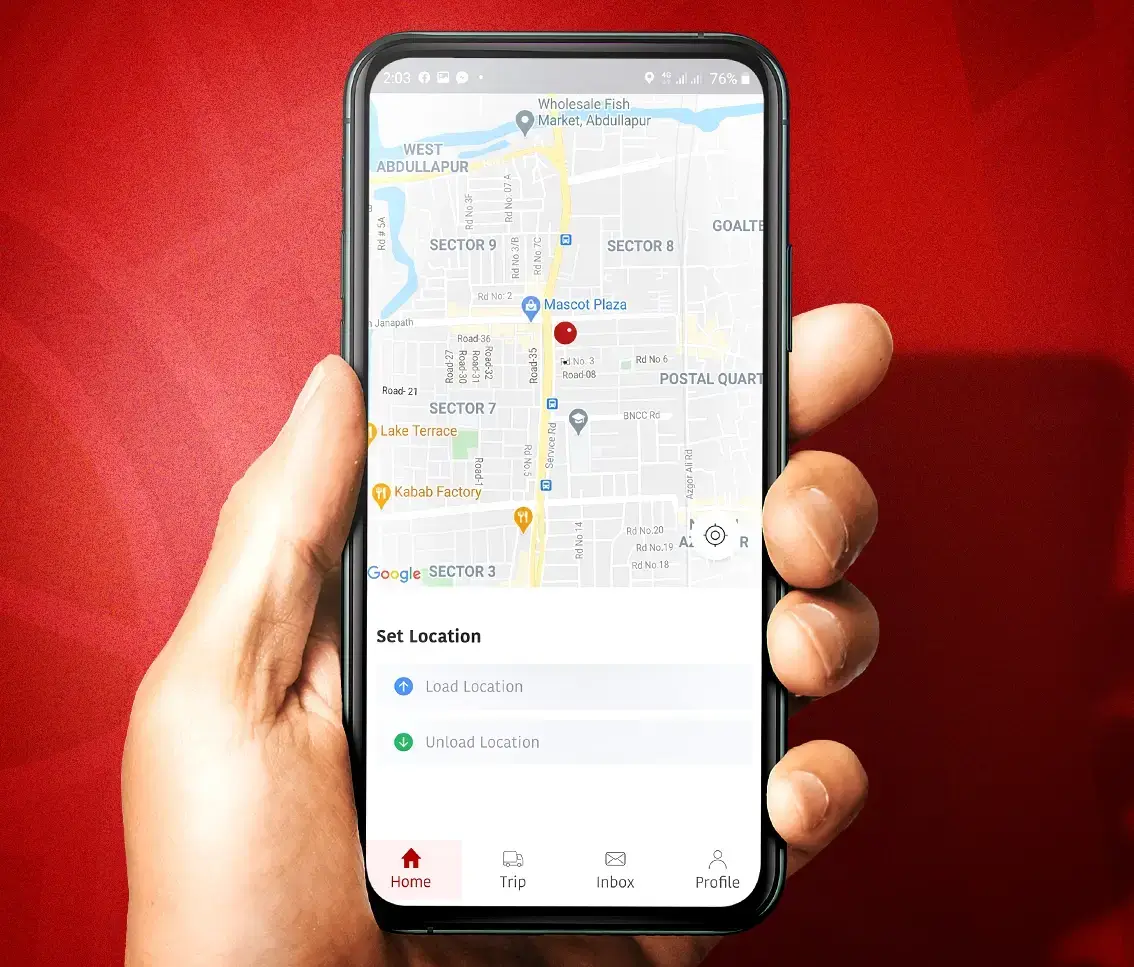 2:03
4G
76%
Wholesale Fish
Market, Abdullapur
WEST
ABDULLAPUR
Rd No 3F
Rd No. 07 A
Rd # 5A
GOALTE
SECTOR 9
Rd No 3/B
Rd No 7C
SECTOR 8
Rd No: 2
Mascot Plaza
n Janapath
Road-36
Road-27
Road-30
Road-31
Road-32
Road-35
Rd No. 3
Road-08
Rd No 6
POSTAL QUART
Road- 21
SECTOR 7
BNCC Rd
Lake Terrace
Service Rd
Rd No.5
Road-1
Azgor Ali Rd
Kabab Factory
Rd No 14
Rd No.20
Rd No.19
Rd No.18
Google
SECTOR 3
Set Location
Load Location
Unload Location
Home
Trip
Inbox
Profile